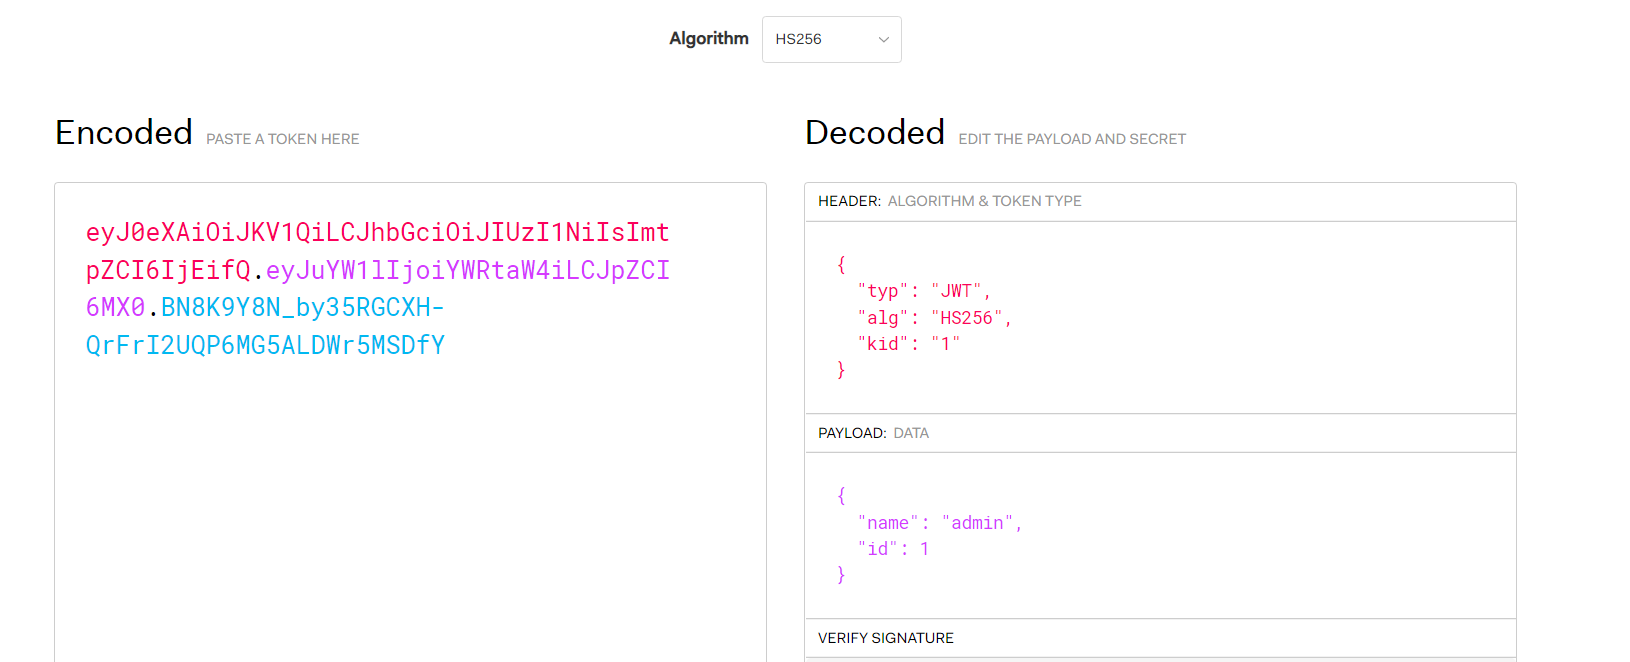 Algorithm HS256
Encoded PASTE A TOKEN HERE
eyJ0eXAiOiJKV1QiLCJhbGciOiJIUzI1NiIsImt
pZCI6IjEifQ.eyJuYW1lIjoiYWRtaW4iLCJpZCI
6MX0.BN8K9Y8N_by35RGCXH-
QrFrI2UQP6MG5ALDWr5MSDfY
Decoded EDIT THE PAYLOAD AND SECRET
HEADER: ALGORITHM & TOKEN TYPE
{
"typ": "JWT",
"alg": "HS256",
"kid": "1"
}
PAYLOAD: DATA
{
"name": "admin",
"id": 1
}
VERIFY SIGNATURE